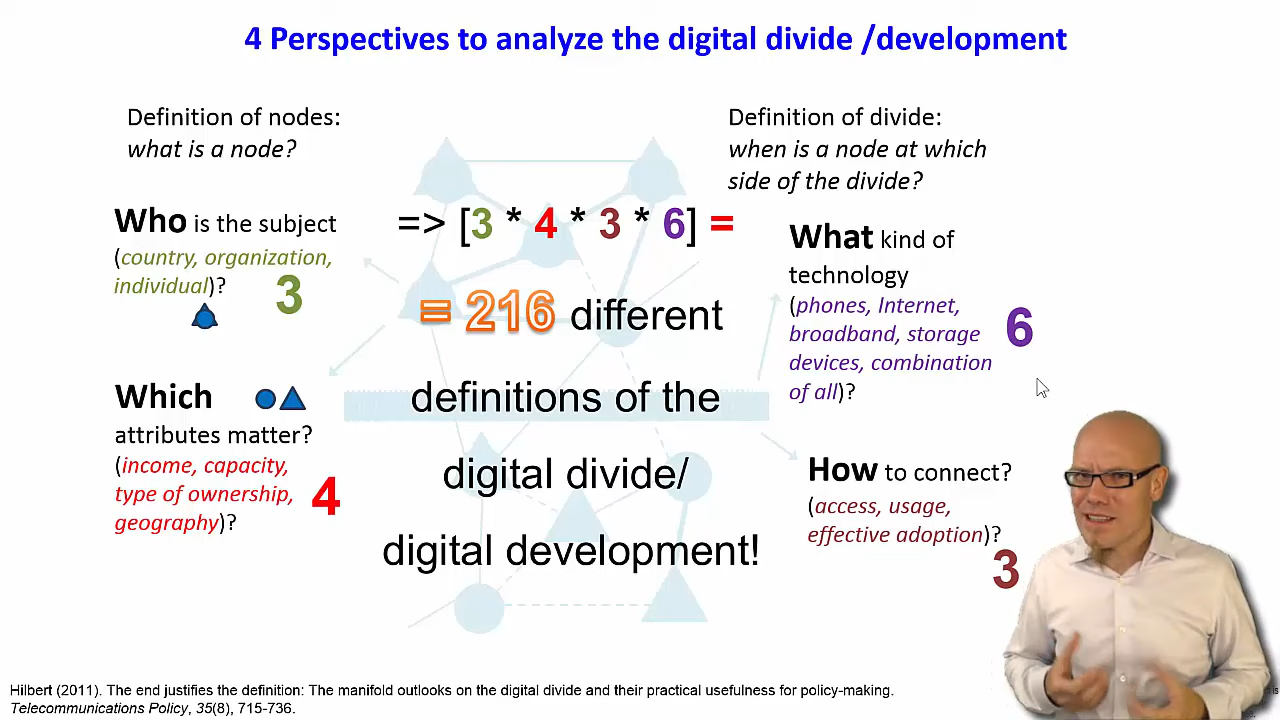 4 Perspectives to analyze the digital divide /development
Definition of nodes:
what is a node?
Who is the subject
(country, organization,
individual)?
3
Which
attributes matter?
(income, capacity,
type of ownership,
geography)?
4
=> [3 * 4 * 3 * 6] =
= 216 different
definitions of the
digital divide/
digital development!
Definition of divide:
when is a node at which
side of the divide?
What kind of
technology
(phones, Internet,
broadband, storage
devices, combination
of all)?
6
How to connect?
(access, usage,
effective adoption)?
3
Hilbert (2011). The end justifies the definition: The manifold outlooks on the digital divide and their practical usefulness for policy-making.
Telecommunications Policy, 35(8), 715-736.